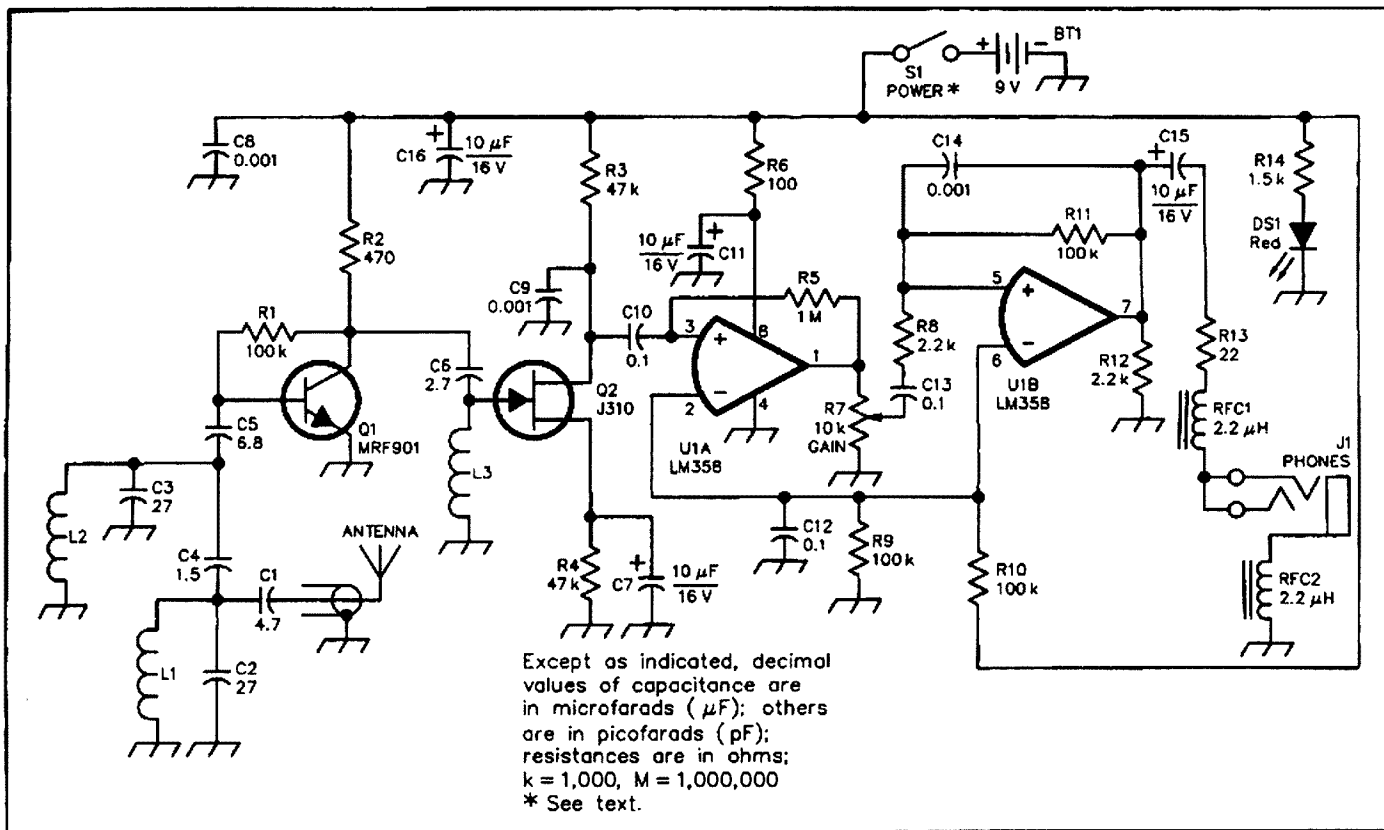 BT1
+
−
S1
POWER *
9 V
C8
0.001
C16
+
10 µF
16 V
R3
47 k
R6
100
C14
0.001
C15
+
10 µF
16 V
R14
1.5 k
R2
470
10 µF
16 V
+
C11
R11
100 k
DS1
Red
C9
0.001
R5
1 M
R1
100 k
C10
0.1
3
+
8
1
5
+
7
R8
2.2 k
R13
22
C6
2.7
Q2
J310
−
2
4
6
−
R12
2.2 k
C13
0.1
R7
10 k
GAIN
U1B
LM358
RFC1
2.2 µH
C5
6.8
Q1
MRF901
U1A
LM358
J1
PHONES
C3
27
L3
L2
ANTENNA
C12
0.1
R9
100 k
C4
1.5
C1
4.7
R4
47 k
C7
+
10 µF
16 V
R10
100 k
RFC2
2.2 µH
L1
C2
27
Except as indicated, decimal
values of capacitance are
in microfarads ( µF); others
are in picofarads ( pF);
resistances are in ohms;
k = 1,000, M = 1,000,000
* See text.